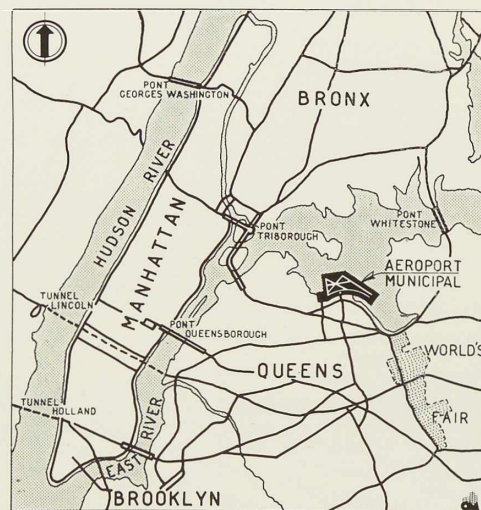 PONT
GEORGES WASHINGTON
BRONX
HUDSON RIVER
MANHATTAN
PONT
TRIBOROUGH
PONT
WHITESTONE
AEROPORT
MUNICIPAL
TUNNEL
LINCOLN
PONT
QUEENSBOROUGH
WORLD'S
QUEENS
TUNNEL
HOLLAND
FAIR
EAST RIVER
BROOKLYN